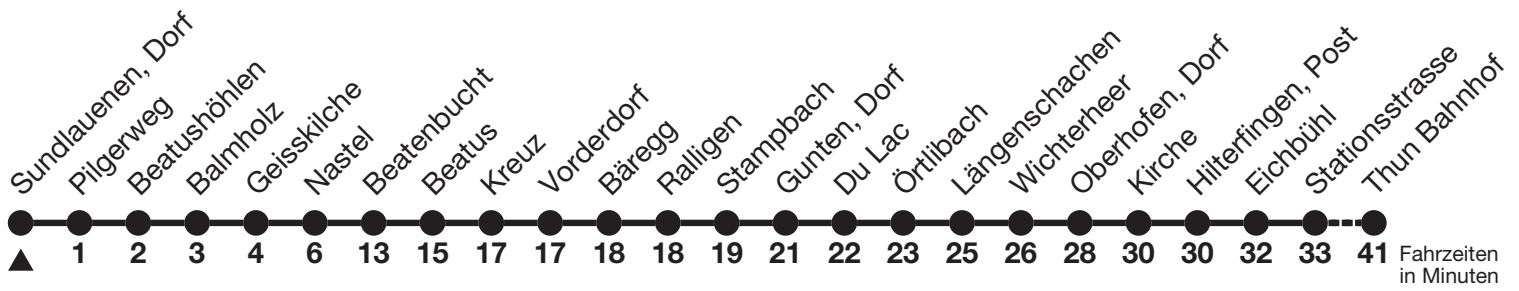 Sundlauenen, Dorf
Pilgerweg
Beatushöhlen
Balmholz
Geisskilche
Nastel
Beatenbucht
Beatus
Kreuz
Vorderdorf
Bäregg
Ralligen
Stampbach
Gunten, Dorf
Du Lac
Örtlibach
Längenschachen
Wichterheer
Oberhofen, Dorf
Kirche
Hilterfingen, Post
Eichbühl
Stationsstrasse
Thun Bahnhof
1 2 3 4 6 13 15 17 17 18 18 19 21 22 23 25 26 28 30 30 32 33 41 Fahrzeiten
in Minuten